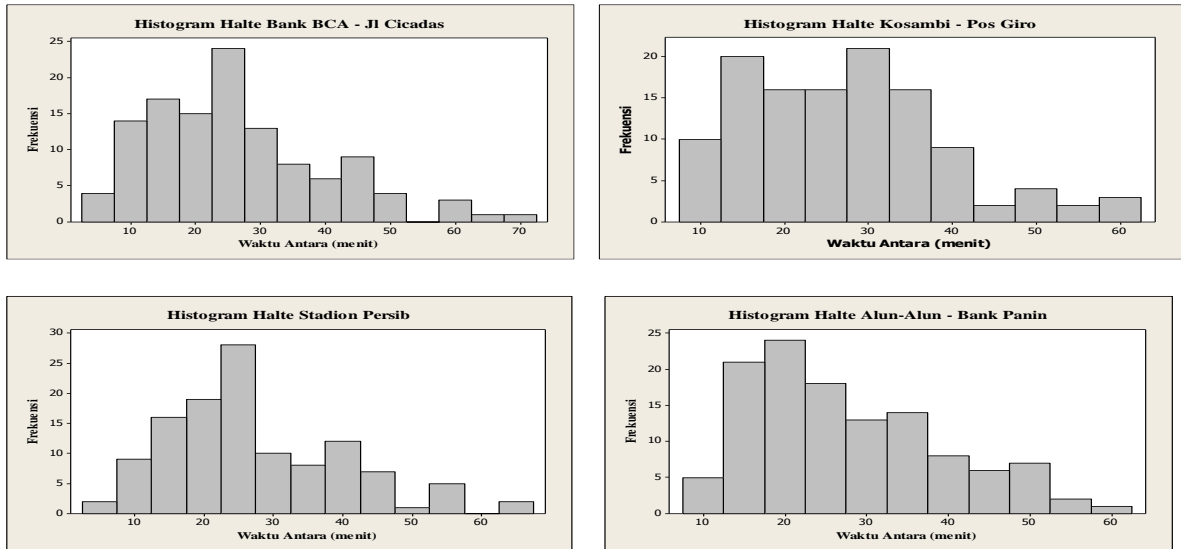 Histogram Halte Bank BCA - Jl Cicadas
25
20
15
10
5
0
Frekuensi
10 20 30 40 50 60 70
Waktu Antara (menit)
Histogram Halte Kosambi - Pos Giro
20
15
10
5
0
Frekuensi
10 20 30 40 50 60
Waktu Antara (menit)
Histogram Halte Stadion Persib
30
25
20
15
10
5
0
Frekuensi
10 20 30 40 50 60
Waktu Antara (menit)
Histogram Halte Alun-Alun - Bank Panin
25
20
15
10
5
0
Frekuensi
10 20 30 40 50 60
Waktu Antara (menit)